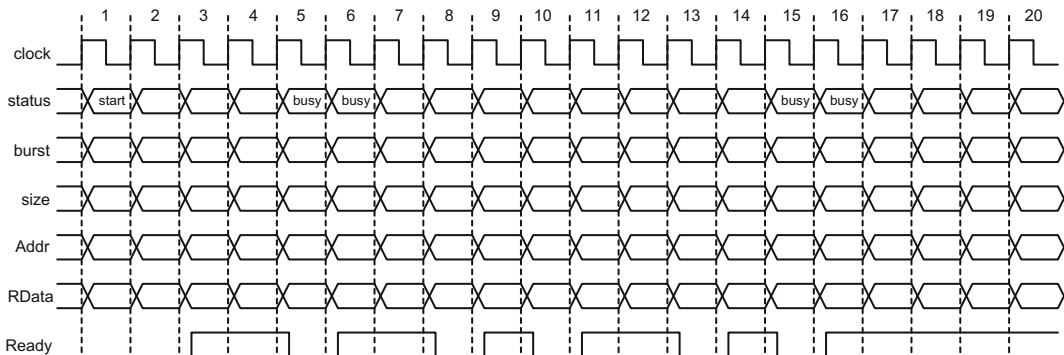 1 2 3 4 5 6 7 8 9 10 11 12 13 14 15 16 17 18 19 20
clock
status start busy busy busy busy
burst
size
Addr
RData
Ready